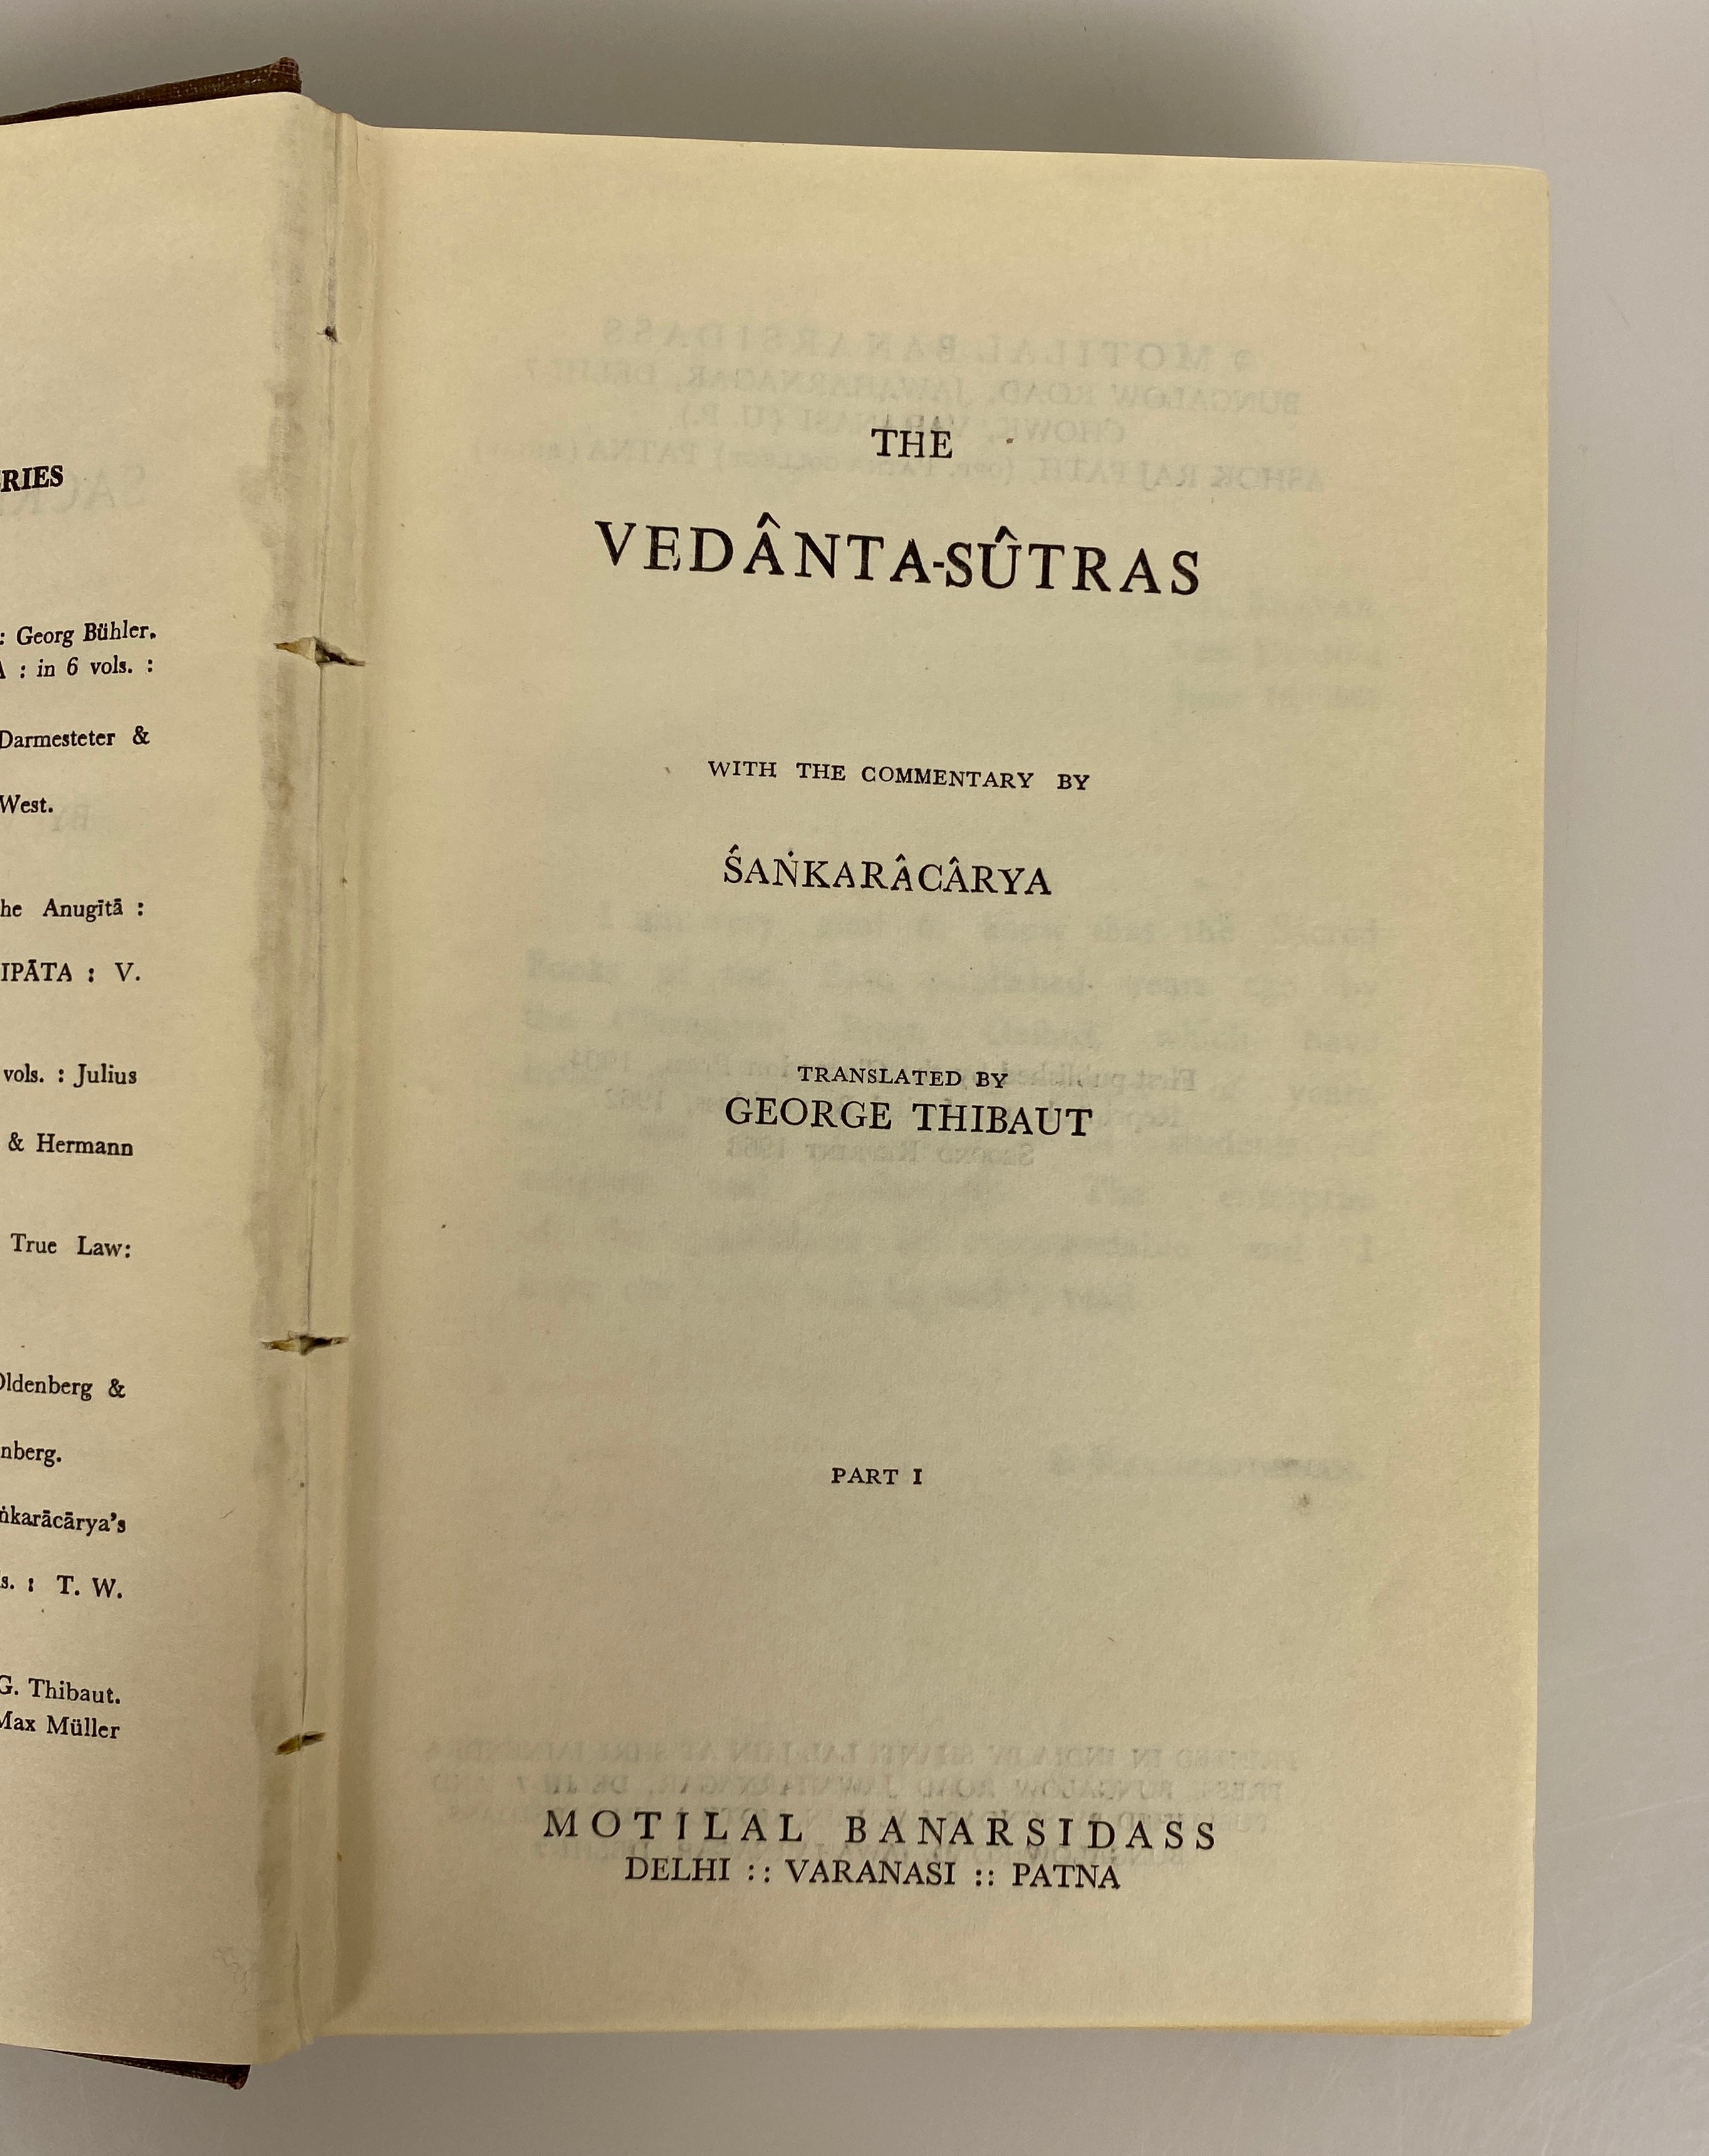 RIES
: Georg Bühler.
: in 6 vols. :
Darmesteter &
West.
he Anugītā :
IPĀTA : V.
vols. : Julius
& Hermann
True Law:
Oldenberg &
nberg.
ṅkarācārya's
s. : T. W.
G. Thibaut.
Max Müller
THE
VEDÂNTA-SÛTRAS
WITH THE COMMENTARY BY
ŚAṄKARÂCÂRYA
TRANSLATED BY
GEORGE THIBAUT
PART I
MOTILAL BANARSIDASS
DELHI :: VARANASI :: PATNA